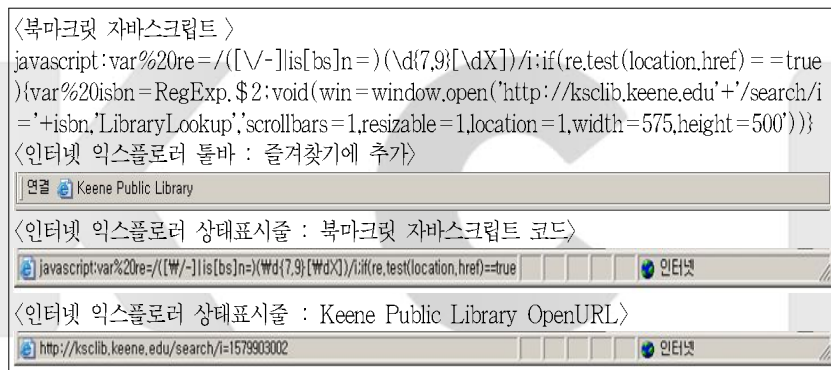 〈북마크릿 자바스크립트 〉
javascript:var%20re=/([\/-]|is[bs]n=)(\d{7,9}[\dX])/i;if(re.test(location.href)==true
){var%20isbn=RegExp.$2;void(win=window.open('http://ksclib.keene.edu'+'/search/i
='+isbn,'LibraryLookup','scrollbars=1,resizable=1,location=1,width=575,height=500'))}
〈인터넷 익스플로러 툴바 : 즐겨찾기에 추가〉
연결 Keene Public Library
〈인터넷 익스플로러 상태표시줄 : 북마크릿 자바스크립트 코드〉
javascript:var%20re=/([₩/-]|is[bs]n=)(₩d{7,9}[₩dX])/i;if(re.test(location.href)==true 인터넷
〈인터넷 익스플로러 상태표시줄 : Keene Public Library OpenURL〉
http://ksclib.keene.edu/search/i=1579903002 인터넷